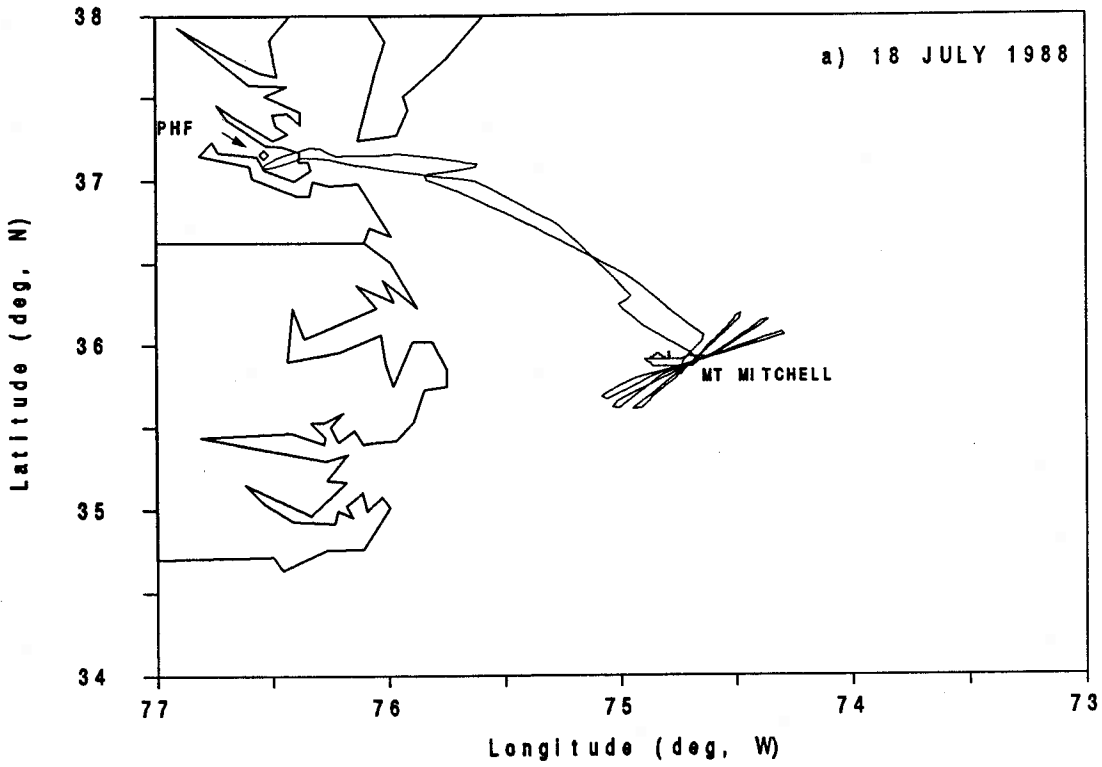 38
a) 18 JULY 1988
PHF
37
Latitude (deg, N)
36
MT MITCHELL
35
34
77
76
75
74
73
Longitude (deg, W)